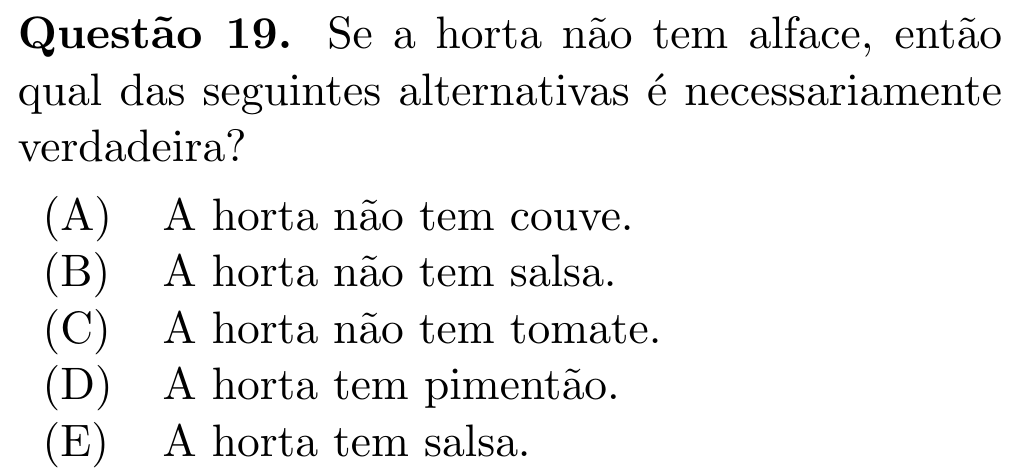 Questão 19. Se a horta não tem alface, então
qual das seguintes alternativas é necessariamente
verdadeira?
(A) A horta não tem couve.
(B) A horta não tem salsa.
(C) A horta não tem tomate.
(D) A horta tem pimentão.
(E) A horta tem salsa.